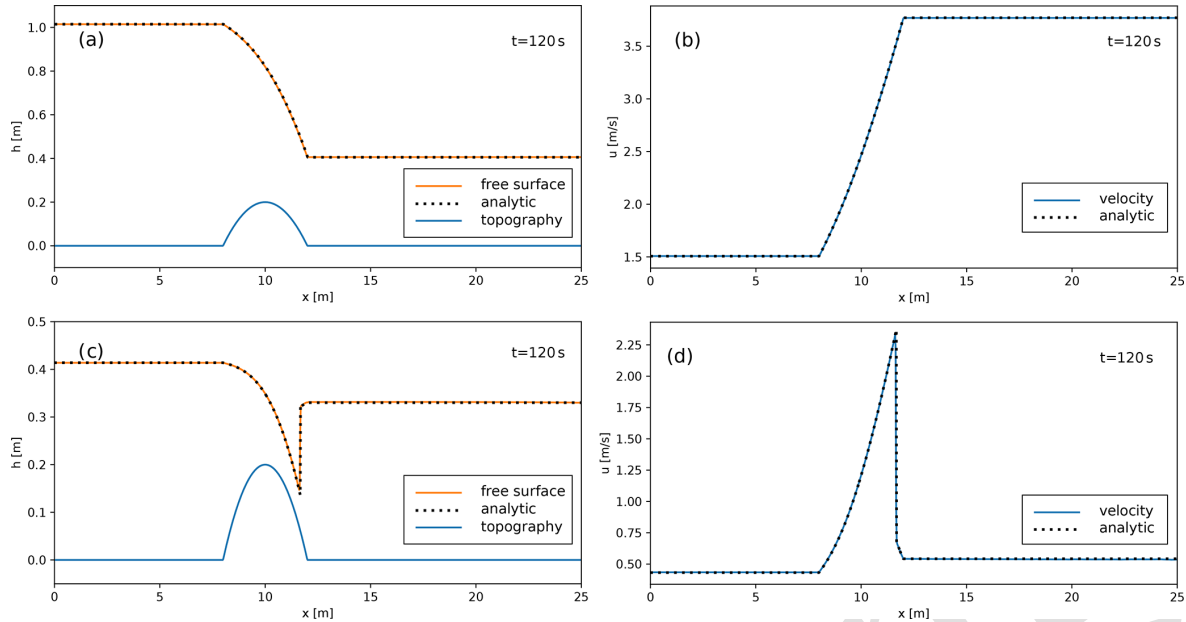 (a)
t=120 s
h [m]
1.0
0.8
0.6
0.4
0.2
0.0
free surface
analytic
topography
0 5 10 15 20 25
x [m]
(b)
t=120 s
u [m/s]
3.5
3.0
2.5
2.0
1.5
velocity
analytic
0 5 10 15 20 25
x [m]
(c)
t=120 s
h [m]
0.5
0.4
0.3
0.2
0.1
0.0
free surface
analytic
topography
0 5 10 15 20 25
x [m]
(d)
t=120 s
u [m/s]
2.25
2.00
1.75
1.50
1.25
1.00
0.75
0.50
velocity
analytic
0 5 10 15 20 25
x [m]